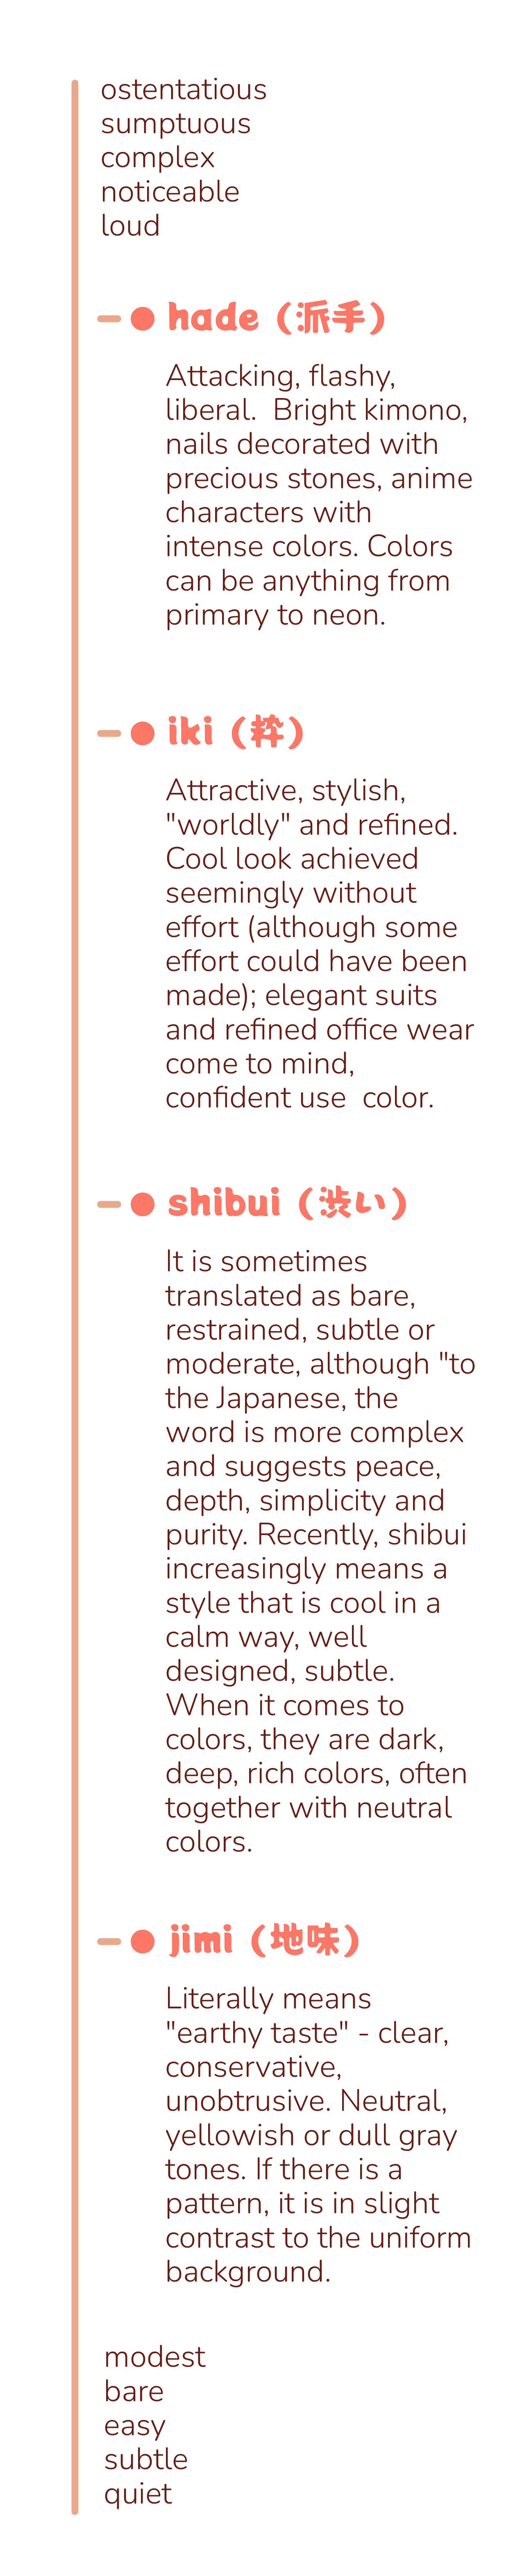 ostentatious
sumptuous
complex
noticeable
loud
hade (派手)
Attacking, flashy,
liberal.  Bright kimono,
nails decorated with
precious stones, anime
characters with
intense colors. Colors
can be anything from
primary to neon.
iki (粋)
Attractive, stylish,
"worldly" and refined.
Cool look achieved
seemingly without
effort (although some
effort could have been
made); elegant suits
and refined office wear
come to mind,
confident use  color.
shibui (渋い)
It is sometimes
translated as bare,
restrained, subtle or
moderate, although "to
the Japanese, the
word is more complex
and suggests peace,
depth, simplicity and
purity. Recently, shibui
increasingly means a
style that is cool in a
calm way, well
designed, subtle.
When it comes to
colors, they are dark,
deep, rich colors, often
together with neutral
colors.
jimi (地味)
Literally means
"earthy taste" - clear,
conservative,
unobtrusive. Neutral,
yellowish or dull gray
tones. If there is a
pattern, it is in slight
contrast to the uniform
background.
modest
bare
easy
subtle
quiet